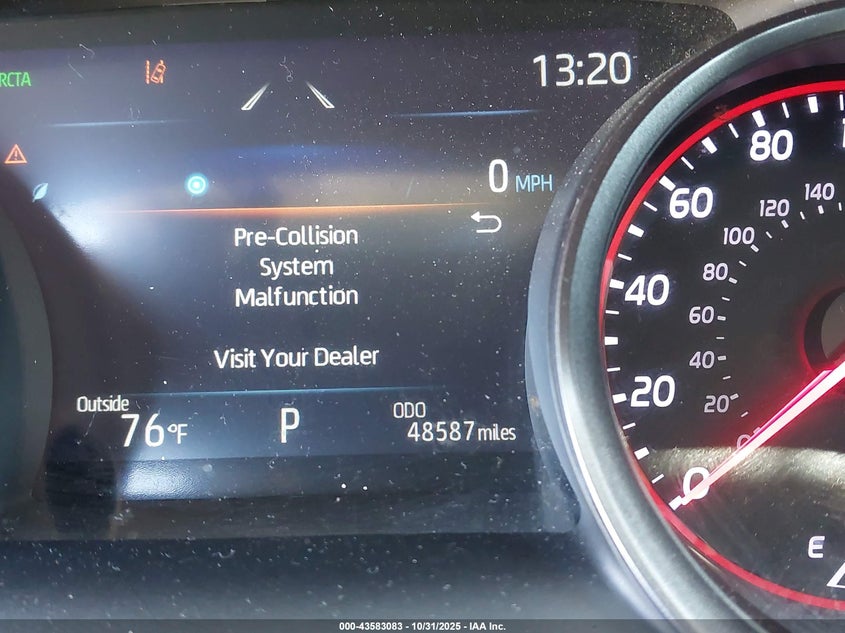 RCTA
13:20
0 MPH
Pre-Collision
System
Malfunction
Visit Your Dealer
Outside
76°F
P
ODO
48587 miles
80
60
40
20
0
140
120
100
80
60
40
20
E
000-43583083 - 10/31/2025 - IAA Inc.